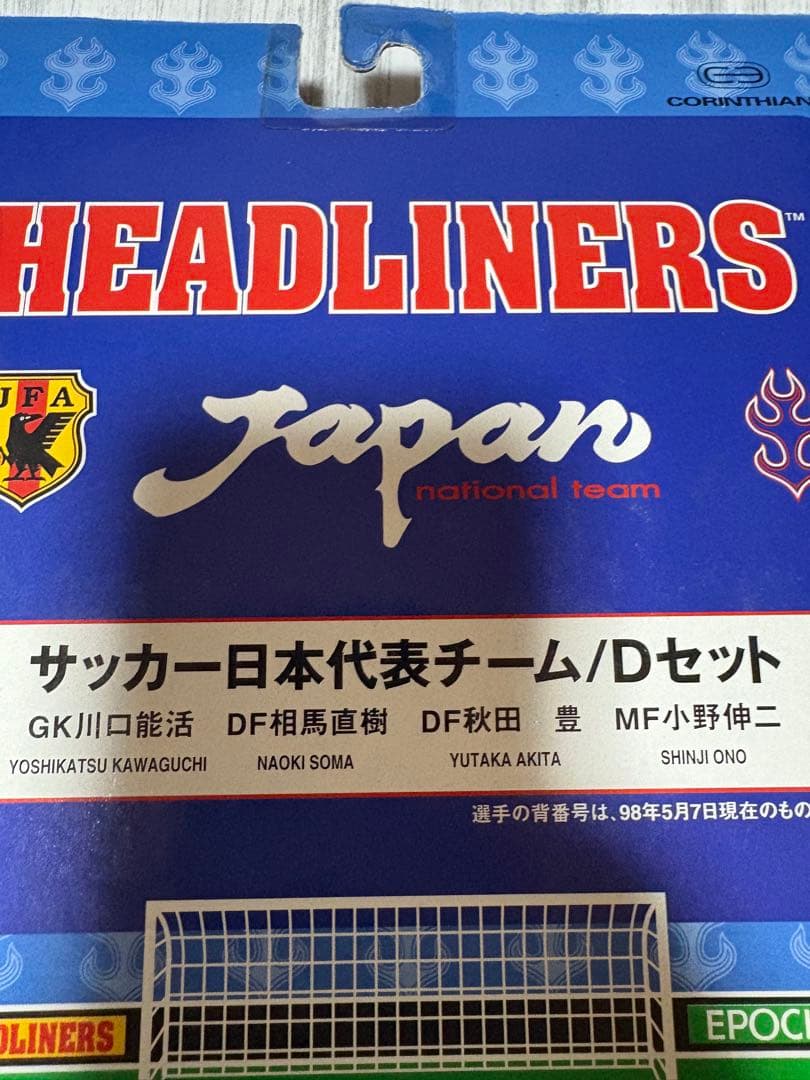 CORINTHIAN
HEADLINERS™
JFA
Japan
national team
サッカー日本代表チーム/Dセット
GK川口能活 DF相馬直樹 DF秋田 豊 MF小野伸二
YOSHIKATSU KAWAGUCHI NAOKI SOMA YUTAKA AKITA SHINJI ONO
選手の背番号は、98年5月7日現在のもの
DLINERS EPOCH